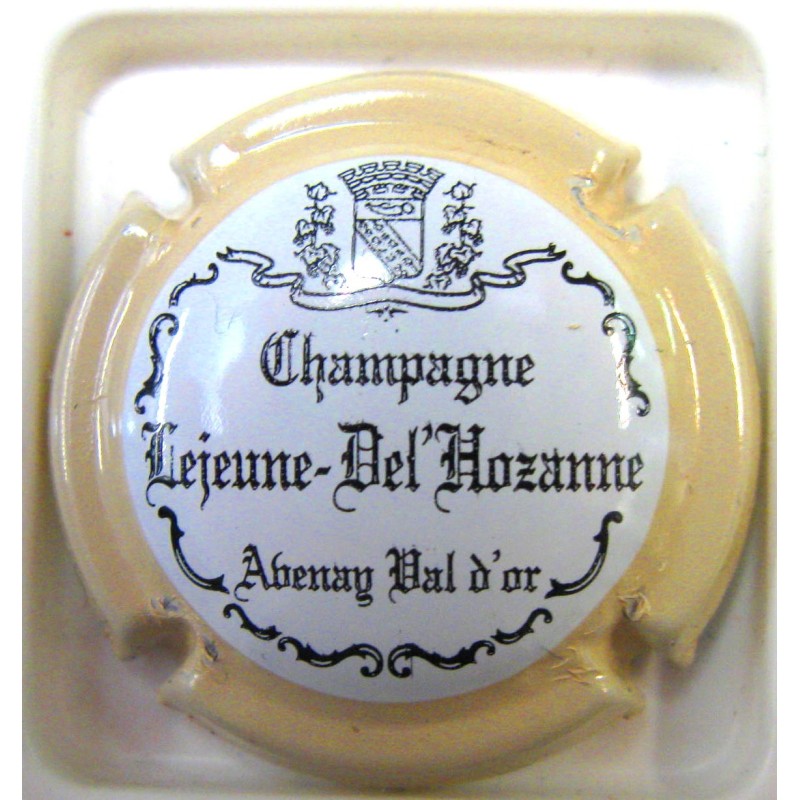 Champagne
Lejeune-Del'Hozanne
Avenay Val d'or